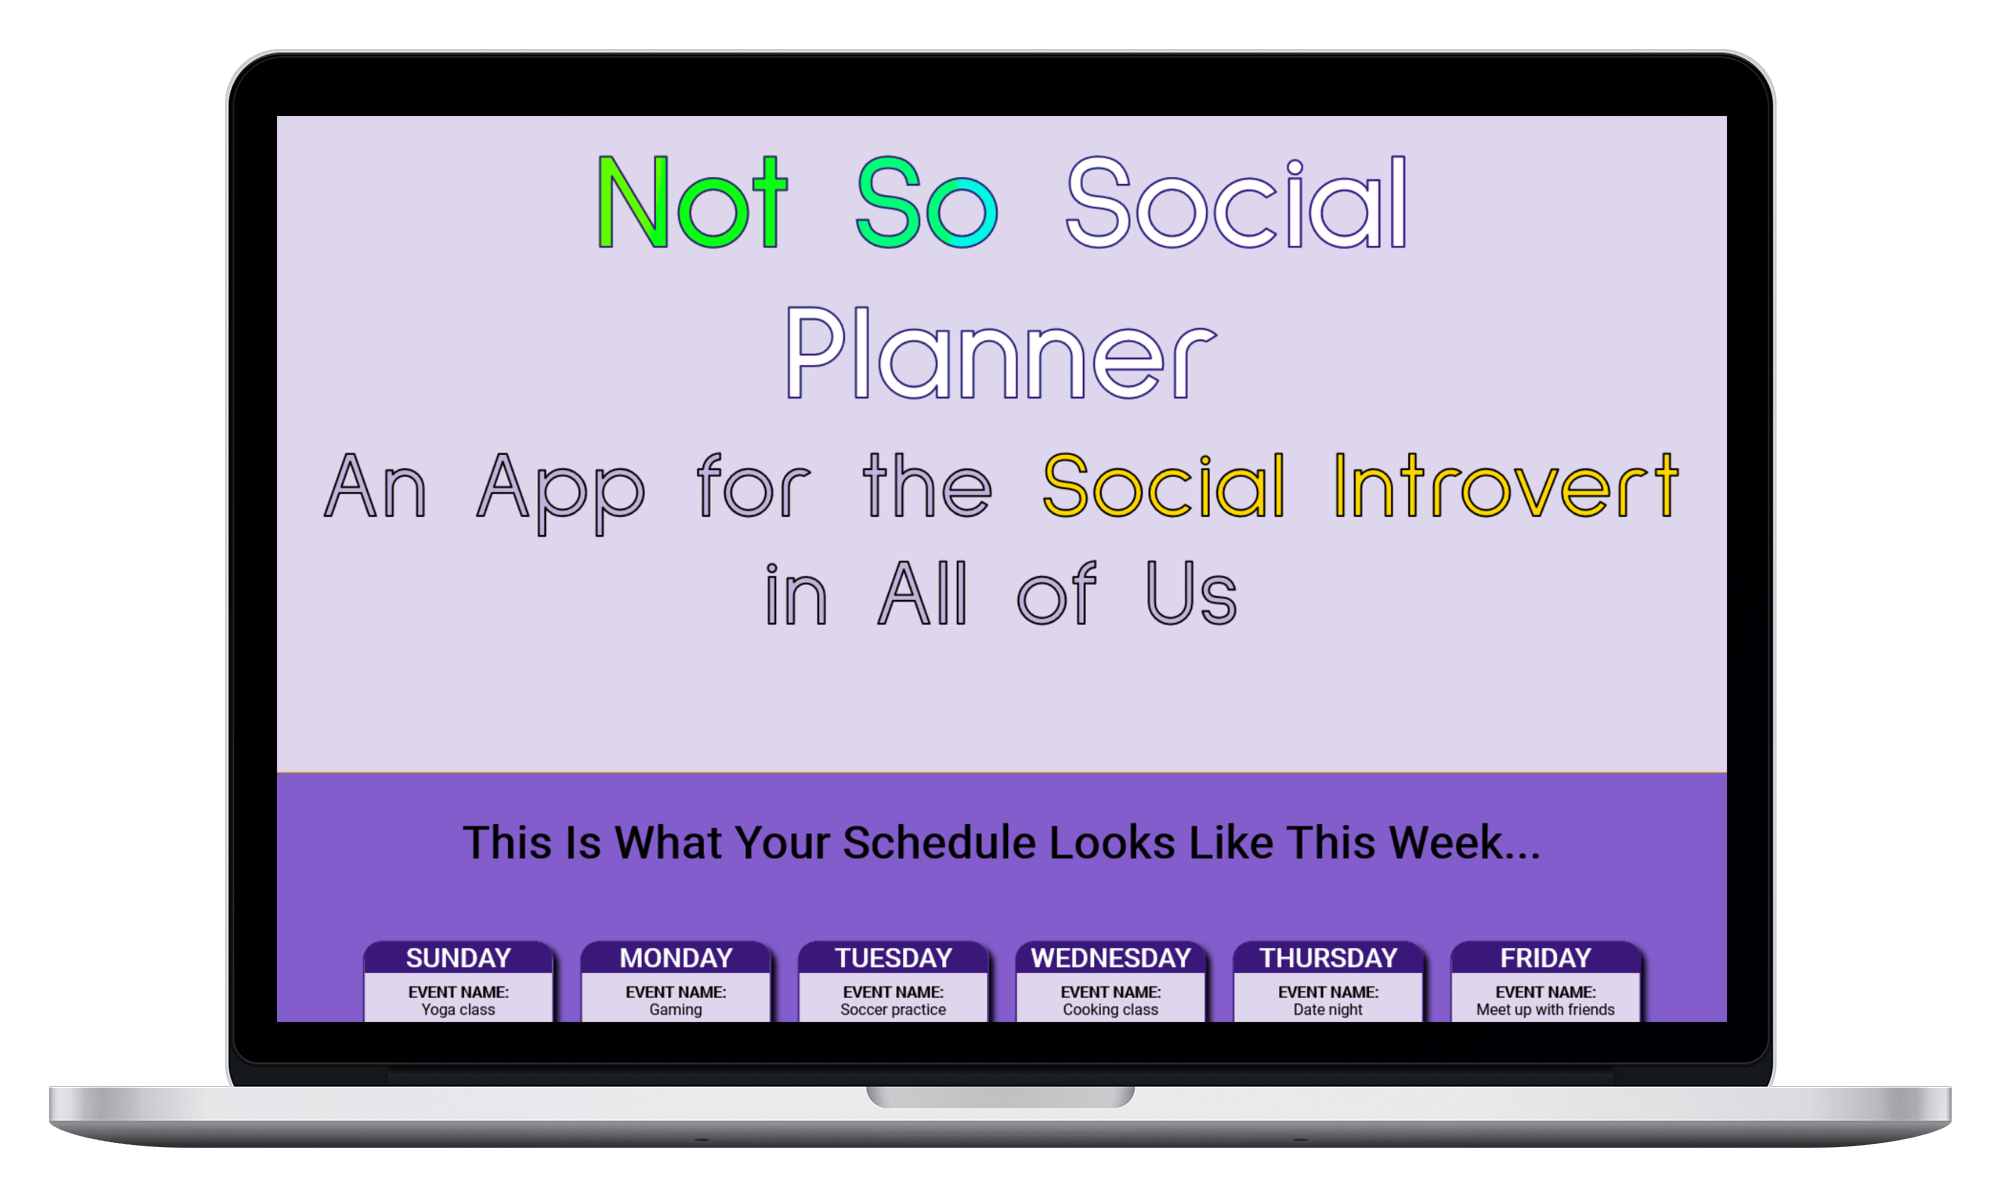 Not So Social
Planner
An App for the Social Introvert
in All of Us
This Is What Your Schedule Looks Like This Week...
SUNDAY MONDAY TUESDAY WEDNESDAY THURSDAY FRIDAY
EVENT NAME: EVENT NAME: EVENT NAME: EVENT NAME: EVENT NAME: EVENT NAME:
Yoga class Gaming Soccer practice Cooking class Date night Meet up with friends